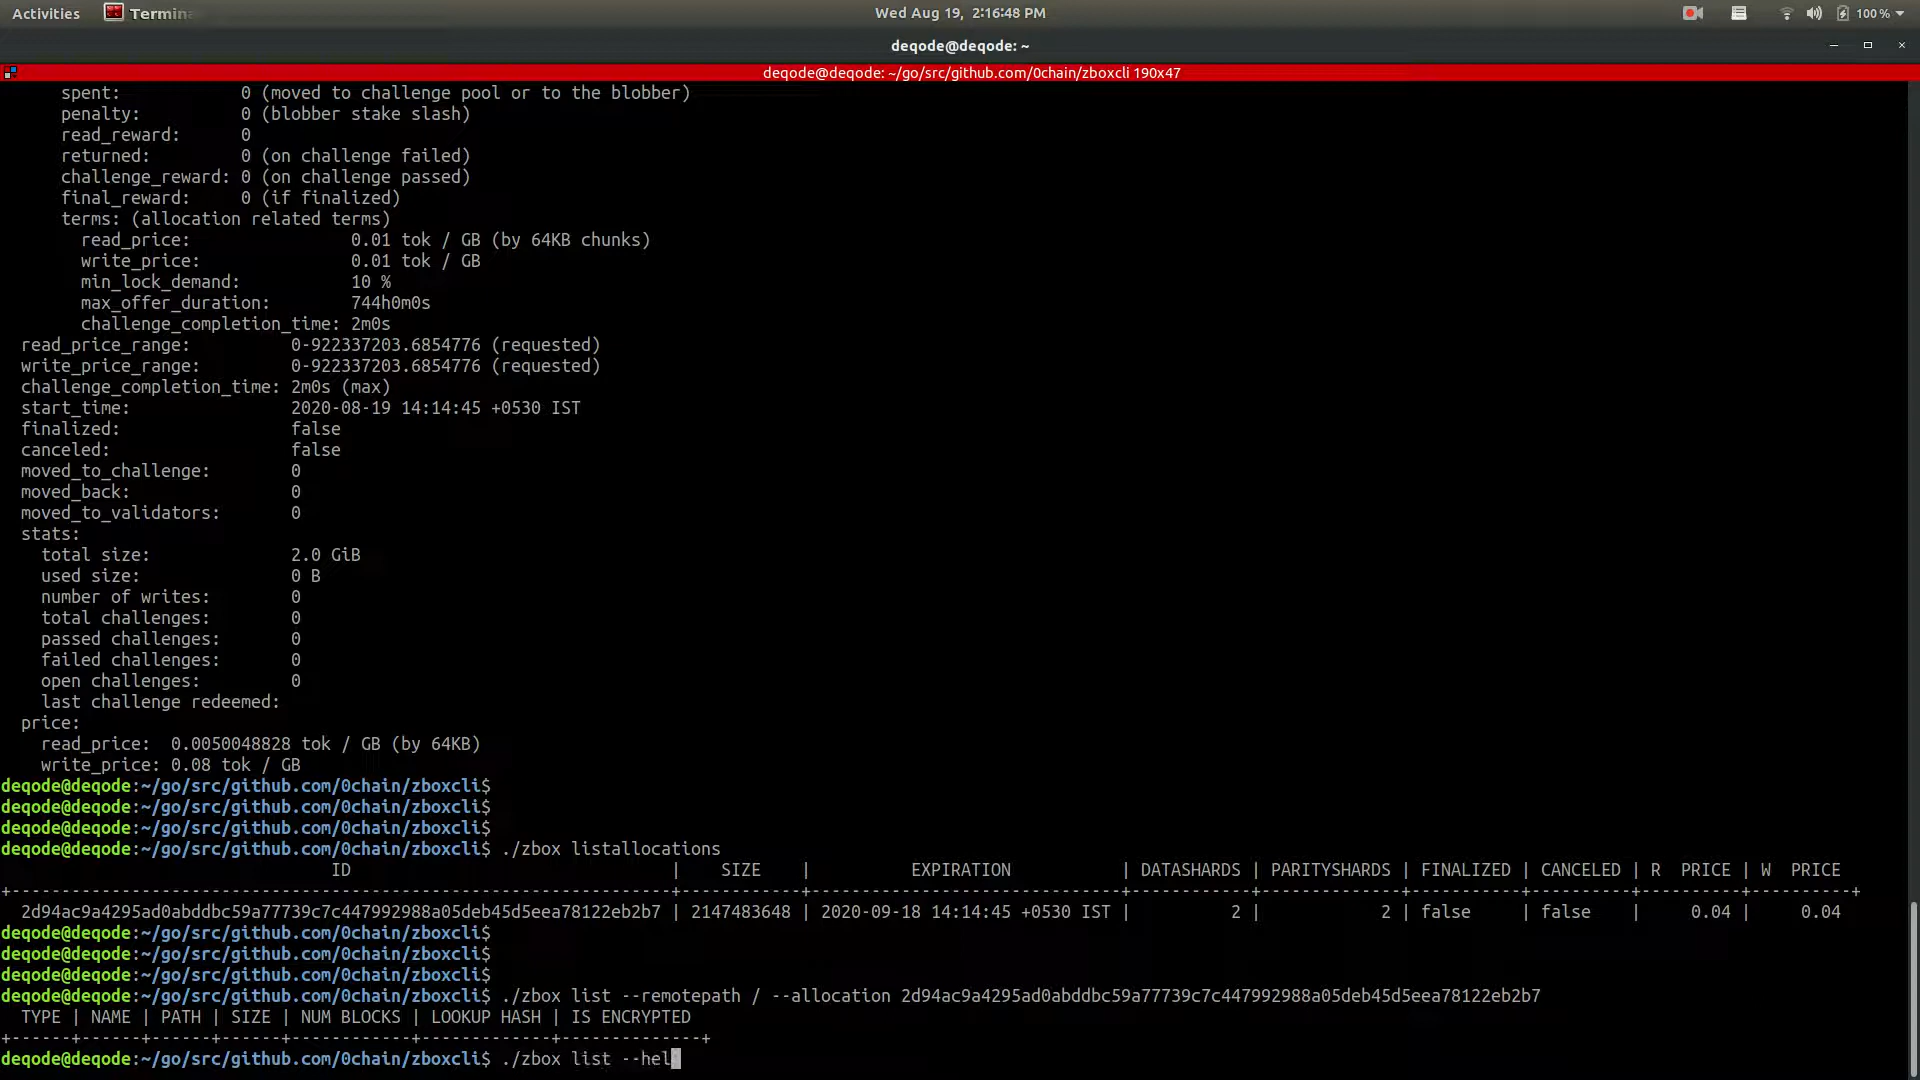 Activities Termin
Wed Aug 19, 2:16:48 PM
100 %
deqode@deqode: ~
deqode@deqode: ~/go/src/github.com/0chain/zboxcli 190x47
spent: 0 (moved to challenge pool or to the blobber)
penalty: 0 (blobber stake slash)
read_reward: 0
returned: 0 (on challenge failed)
challenge_reward: 0 (on challenge passed)
final_reward: 0 (if finalized)
terms: (allocation related terms)
read_price: 0.01 tok / GB (by 64KB chunks)
write_price: 0.01 tok / GB
min_lock_demand: 10 %
max_offer_duration: 744h0m0s
challenge_completion_time: 2m0s
read_price_range: 0-922337203.6854776 (requested)
write_price_range: 0-922337203.6854776 (requested)
challenge_completion_time: 2m0s (max)
start_time: 2020-08-19 14:14:45 +0530 IST
finalized: false
canceled: false
moved_to_challenge: 0
moved_back: 0
moved_to_validators: 0
stats:
total size: 2.0 GiB
used size: 0 B
number of writes: 0
total challenges: 0
passed challenges: 0
failed challenges: 0
open challenges: 0
last challenge redeemed:
price:
read_price: 0.0050048828 tok / GB (by 64KB)
write_price: 0.08 tok / GB
deqode@deqode:~/go/src/github.com/0chain/zboxcli$
deqode@deqode:~/go/src/github.com/0chain/zboxcli$
deqode@deqode:~/go/src/github.com/0chain/zboxcli$
deqode@deqode:~/go/src/github.com/0chain/zboxcli$ ./zbox listallocations
ID | SIZE | EXPIRATION | DATASHARDS | PARITYSHARDS | FINALIZED | CANCELED | R PRICE | W PRICE
+------------------------------------------------------------------+------------+-------------------------------+------------+--------------+-----------+----------+----------+----------+
2d94ac9a4295ad0abddbc59a77739c7c447992988a05deb45d5eea78122eb2b7 | 2147483648 | 2020-09-18 14:14:45 +0530 IST | 2 | 2 | false | false | 0.04 | 0.04
deqode@deqode:~/go/src/github.com/0chain/zboxcli$
deqode@deqode:~/go/src/github.com/0chain/zboxcli$
deqode@deqode:~/go/src/github.com/0chain/zboxcli$
deqode@deqode:~/go/src/github.com/0chain/zboxcli$ ./zbox list --remotepath / --allocation 2d94ac9a4295ad0abddbc59a77739c7c447992988a05deb45d5eea78122eb2b7
TYPE | NAME | PATH | SIZE | NUM BLOCKS | LOOKUP HASH | IS ENCRYPTED
+------+------+------+------+------------+-------------+--------------+
deqode@deqode:~/go/src/github.com/0chain/zboxcli$ ./zbox list --hel